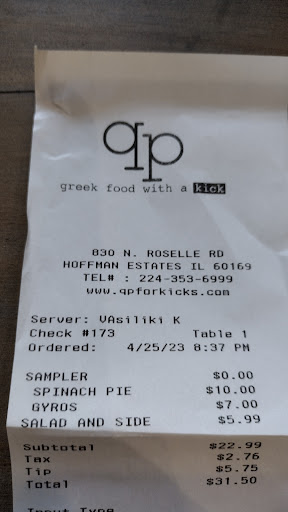 qp
greek food with a kick
830 N. ROSELLE RD
HOFFMAN ESTATES IL 60169
TEL# : 224-353-6999
www.qpforkicks.com
Server: VAsiliki K
Check #173 Table 1
Ordered: 4/25/23 8:37 PM
SAMPLER $0.00
SPINACH PIE $10.00
GYROS $7.00
SALAD AND SIDE $5.99
Subtotal $22.99
Tax $2.76
Tip $5.75
Total $31.50
Input Type